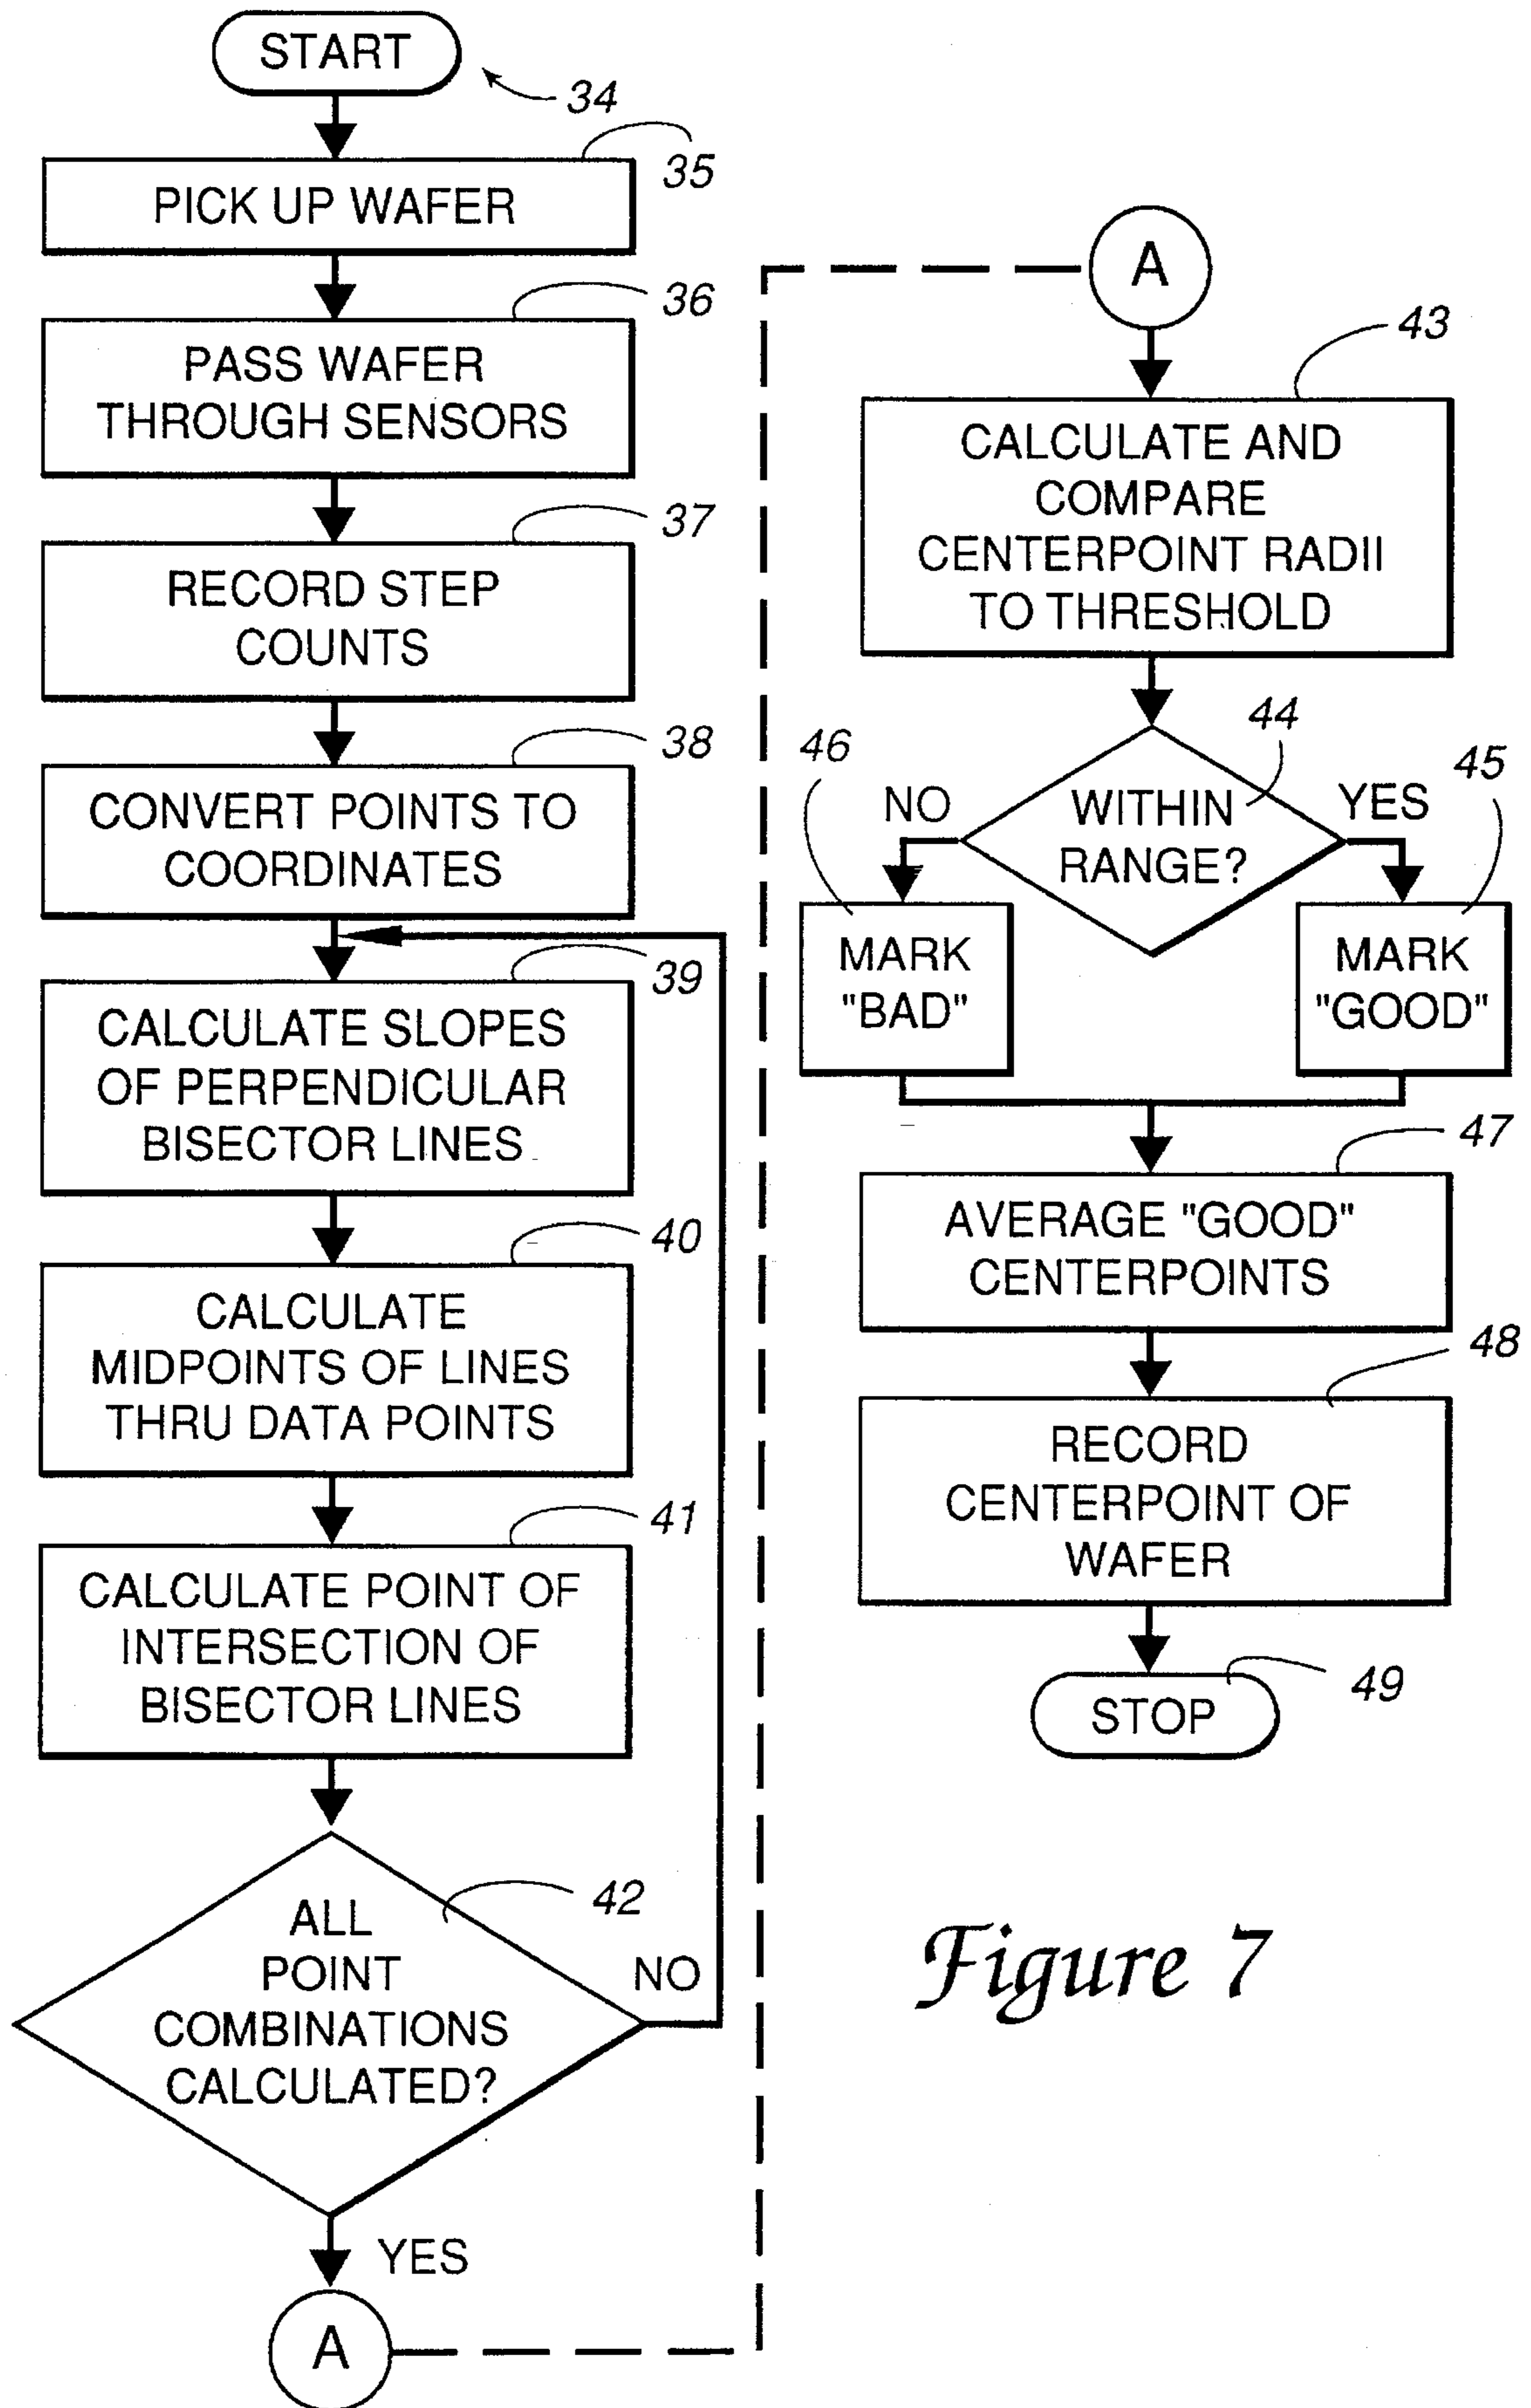 START
34
35
PICK UP WAFER
36
PASS WAFER
THROUGH SENSORS
37
RECORD STEP
COUNTS
38
CONVERT POINTS TO
COORDINATES
39
CALCULATE SLOPES
OF PERPENDICULAR
BISECTOR LINES
40
CALCULATE
MIDPOINTS OF LINES
THRU DATA POINTS
41
CALCULATE POINT OF
INTERSECTION OF
BISECTOR LINES
42
ALL
POINT
COMBINATIONS
CALCULATED?
NO
YES
A
A
43
CALCULATE AND
COMPARE
CENTERPOINT RADII
TO THRESHOLD
44
WITHIN
RANGE?
NO
YES
46
45
MARK
"BAD"
MARK
"GOOD"
47
AVERAGE "GOOD"
CENTERPOINTS
48
RECORD
CENTERPOINT OF
WAFER
49
STOP
Figure 7